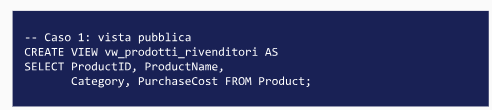 -- Caso 1: vista pubblica
CREATE VIEW vw_prodotti_rivenditori AS
SELECT ProductID, ProductName,
       Category, PurchaseCost FROM Product;